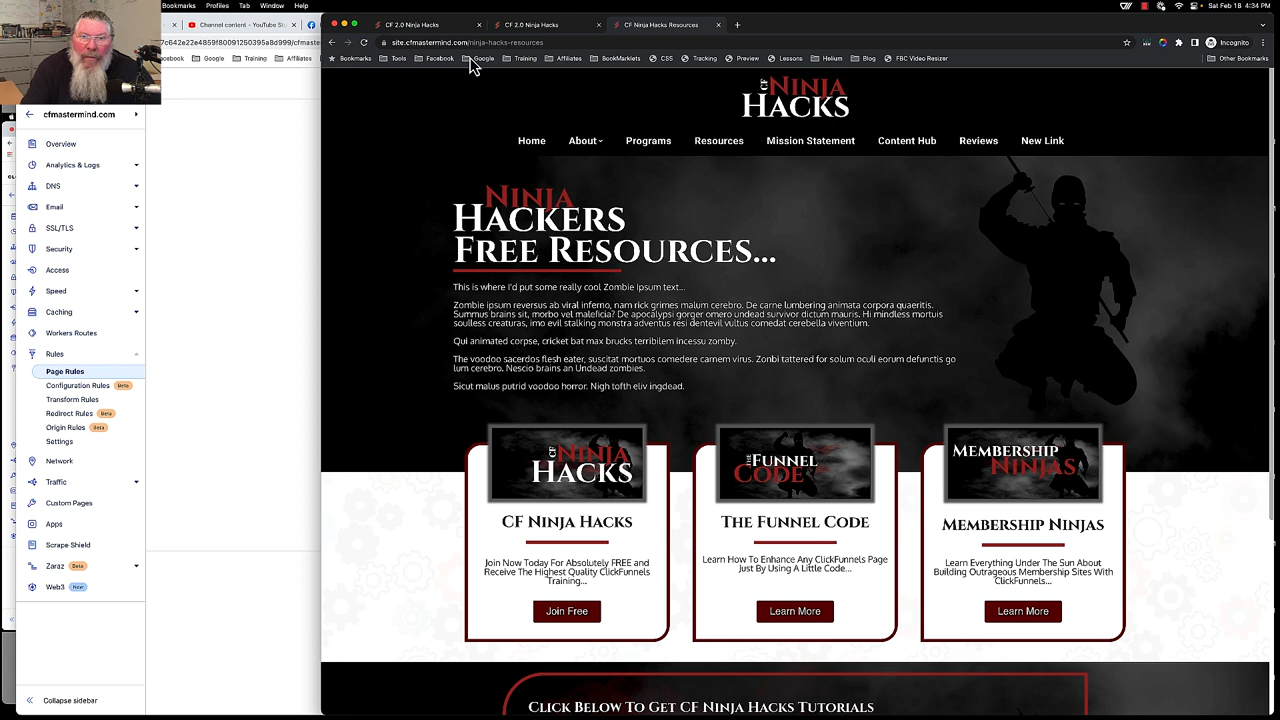 Bookmarks Profiles Tab Window Help
Sat Feb 18 4:34 PM
Channel content - YouTube St
CF 2.0 Ninja Hacks
CF 2.0 Ninja Hacks
CF Ninja Hacks Resources
7c642e22e4859f80091250395a8d999/cfmaste
site.cfmastermind.com/ninja-hacks-resources
Incognito
Facebook Google Training Affiliates
Bookmarks Tools Facebook Google Training Affiliates BookMarklets CSS Tracking Preview Lessons Helium Blog FBC Video Resizer Other Bookmarks
cfmastermind.com
Overview
Analytics & Logs
DNS
Email
SSL/TLS
Security
Access
Speed
Caching
Workers Routes
Rules
Page Rules
Configuration Rules Beta
Transform Rules
Redirect Rules Beta
Origin Rules Beta
Settings
Network
Traffic
Custom Pages
Apps
Scrape Shield
Zaraz Beta
Web3 New
Collapse sidebar
CF NINJA
HACKS
Home About Programs Resources Mission Statement Content Hub Reviews New Link
NINJA
HACKERS
FREE RESOURCES...
This is where I'd put some really cool Zombie Ipsum text...
Zombie ipsum reversus ab viral inferno, nam rick grimes malum cerebro. De carne lumbering animata corpora quaeritis.
Summus brains sit, morbo vel maleficia? De apocalypsi gorger omero undead survivor dictum mauris. Hi mindless mortuis
soulless creaturas, imo evil stalking monstra adventus resi dentevil vultus comedat cerebella viventium.
Qui animated corpse, cricket bat max brucks terribilem incessu zomby.
The voodoo sacerdos flesh eater, suscitat mortuos comedere carnem virus. Zonbi tattered for solum oculi eorum defunctis go
lum cerebro. Nescio brains an Undead zombies.
Sicut malus putrid voodoo horror. Nigh tofth eliv ingdead.
CF NINJA
HACKS
CF NINJA HACKS
Join Now Today For Absolutely FREE and
Receive The Highest Quality ClickFunnels
Training...
Join Free
THE FUNNEL
CODE
THE FUNNEL CODE
Learn How To Enhance Any ClickFunnels Page
Just By Using A Little Code...
Learn More
MEMBERSHIP
NINJAS
MEMBERSHIP NINJAS
Learn Everything Under The Sun About
Building Outrageous Membership Sites With
ClickFunnels...
Learn More
CLICK BELOW TO GET CF NINJA HACKS TUTORIALS